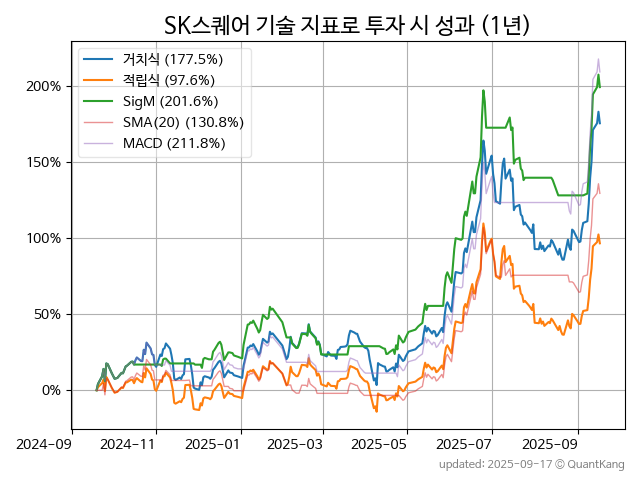 SK스퀘어 기술 지표로 투자 시 성과 (1년)
거치식 (177.5%)
적립식 (97.6%)
SigM (201.6%)
SMA(20) (130.8%)
MACD (211.8%)
200%
150%
100%
50%
0%
2024-09 2024-11 2025-01 2025-03 2025-05 2025-07 2025-09
updated: 2025-09-17 © QuantKang